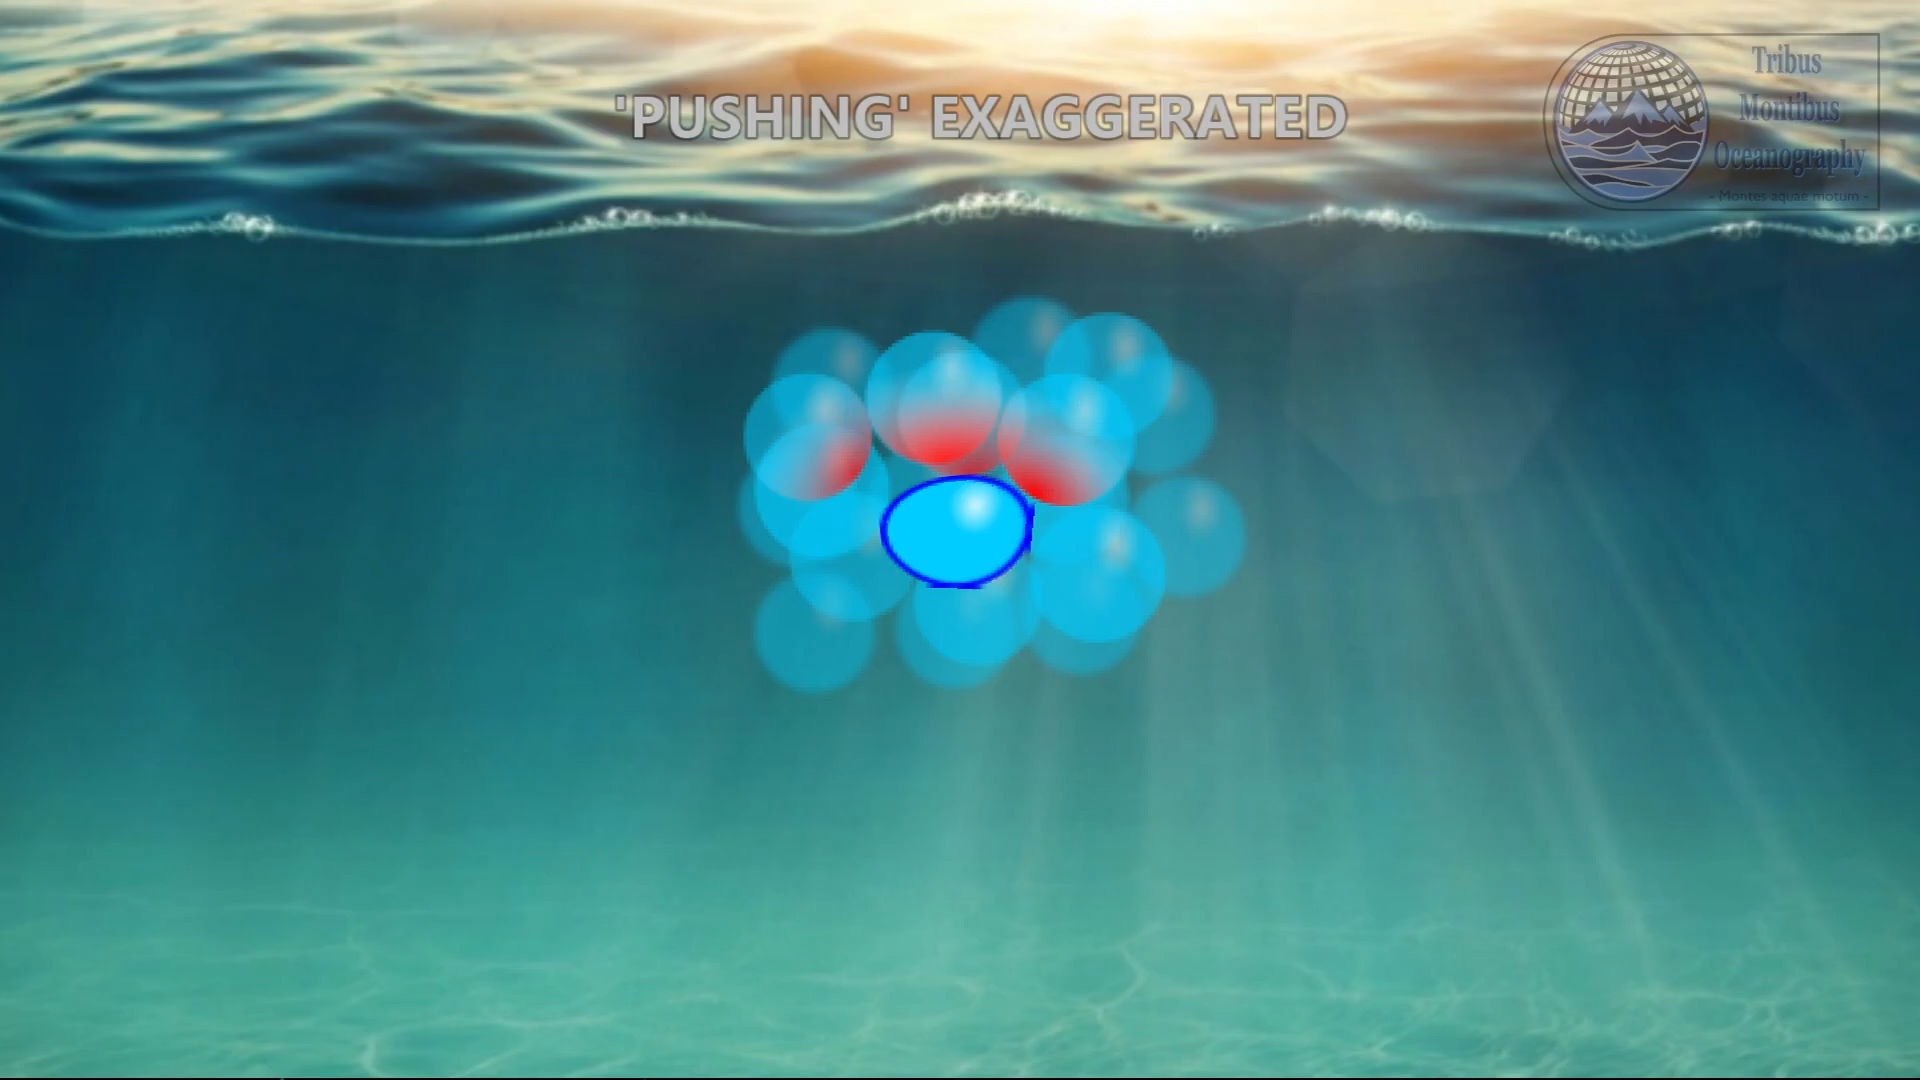 'PUSHING' EXAGGERATED
Tribus
Montibus
Oceanography
- Montes aquae motum -